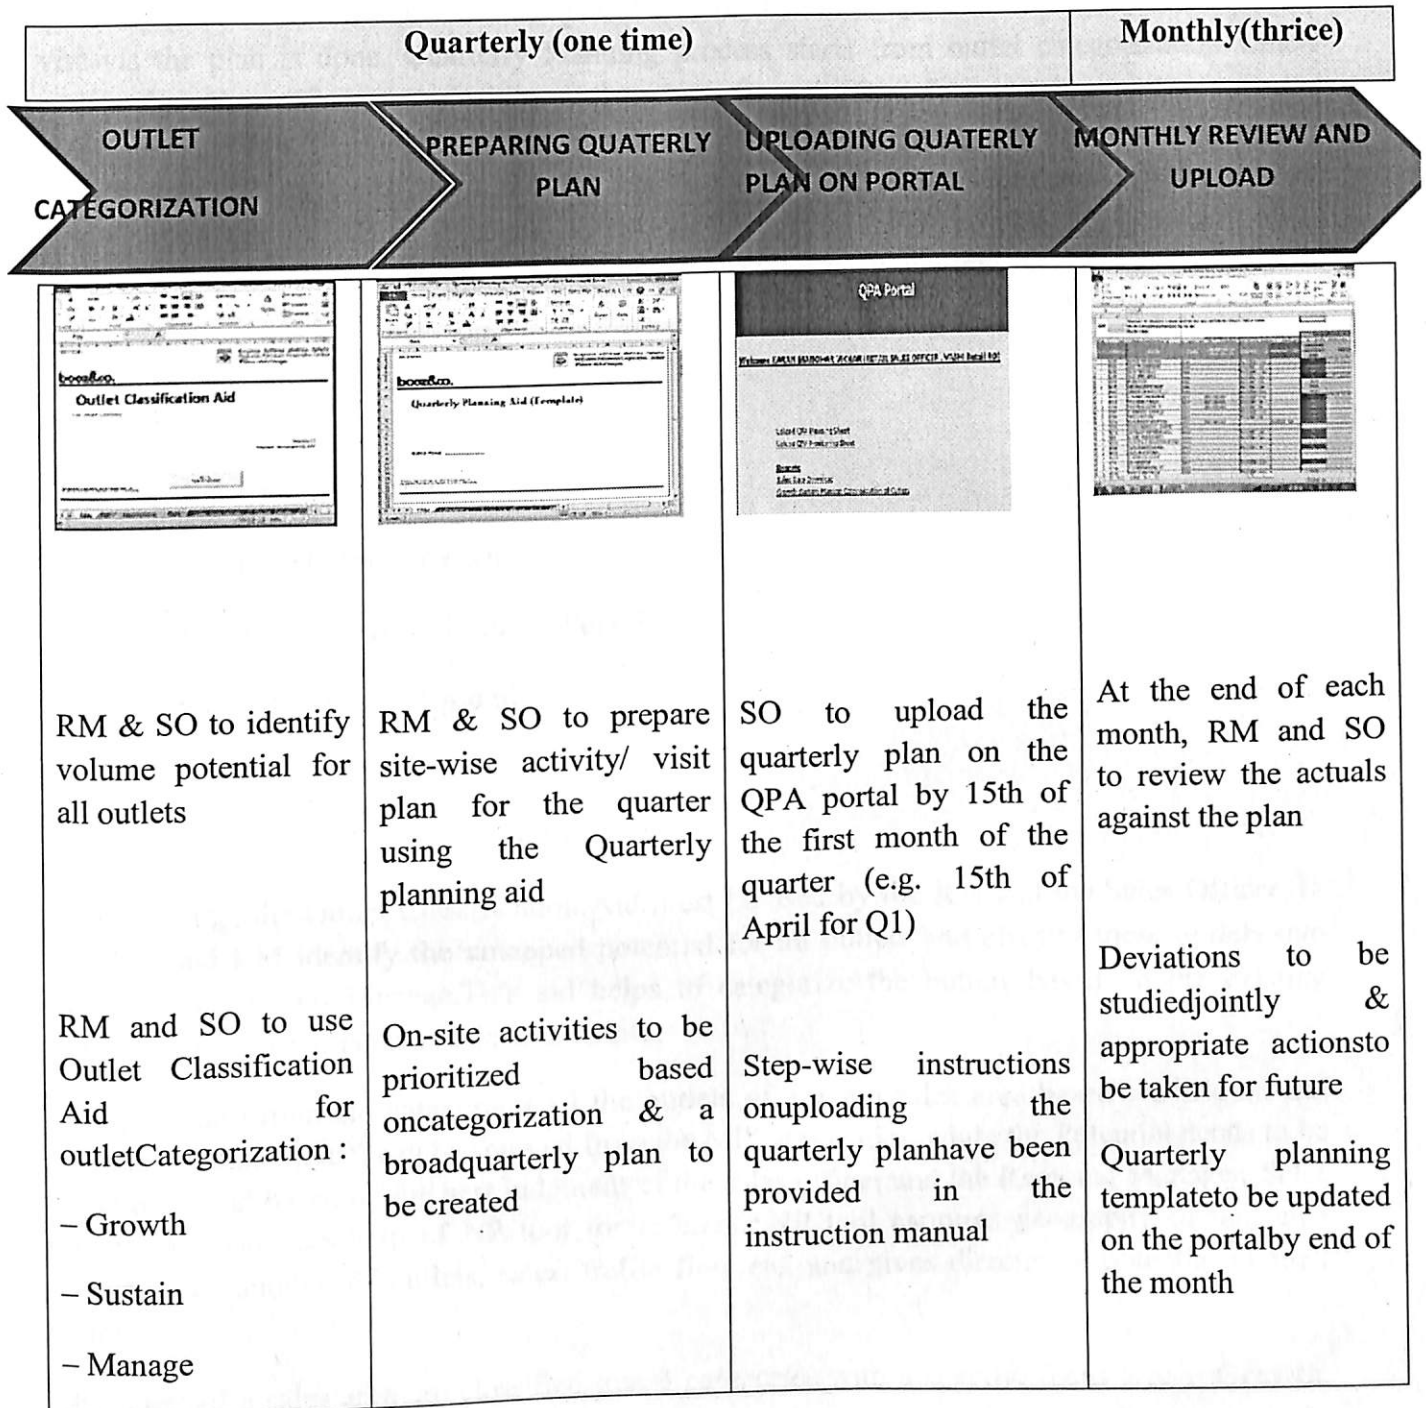 Quarterly (one time)
Monthly(thrice)
OUTLET
CATEGORIZATION
PREPARING QUATERLY
PLAN
UPLOADING QUATERLY
PLAN ON PORTAL
MONTHLY REVIEW AND
UPLOAD
booz&co.
Outlet Classification Aid
booz&co.
Quarterly Planning Aid (Template)
QPA Portal
RM & SO to identify
volume potential for
all outlets
RM and SO to use
Outlet Classification
Aid for
outletCategorization :
– Growth
– Sustain
– Manage
RM & SO to prepare
site-wise activity/ visit
plan for the quarter
using the Quarterly
planning aid
On-site activities to be
prioritized based
oncategorization & a
broadquarterly plan to
be created
SO to upload the
quarterly plan on the
QPA portal by 15th of
the first month of the
quarter (e.g. 15th of
April for Q1)
Step-wise instructions
onuploading the
quarterly planhave been
provided in the
instruction manual
At the end of each
month, RM and SO
to review the actuals
against the plan
Deviations to be
studiedjointly &
appropriate actionsto
be taken for future
Quarterly planning
templateto be updated
on the portalby end of
the month